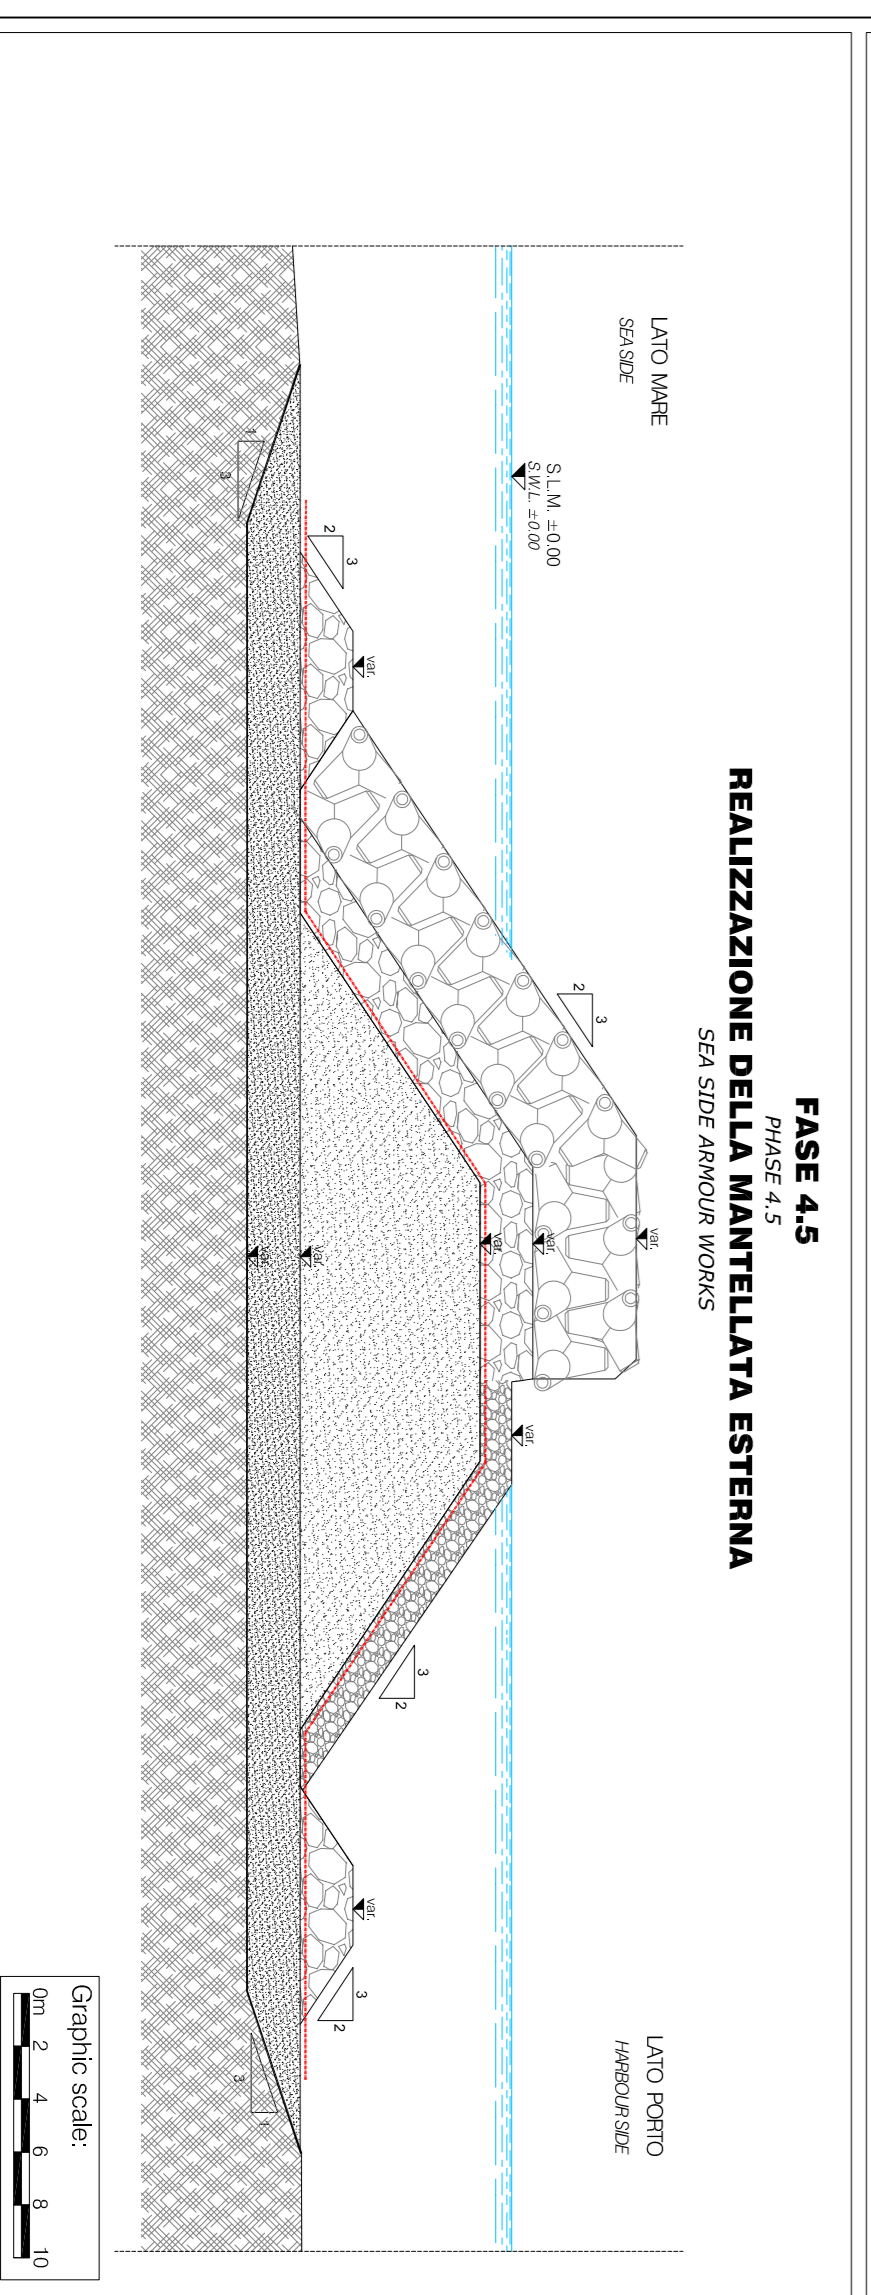 FASE 4.5
PHASE 4.5
REALIZZAZIONE DELLA MANTELLATA ESTERNA
SEA SIDE ARMOUR WORKS
LATO MARE
SEA SIDE
LATO PORTO
HARBOUR SIDE
S.L.M. ±0.00
S.W.L. ±0.00
var.
var.
var.
var.
var.
var.
var.
var.
2
3
2
3
3
2
3
2
1
3
3
1
Graphic scale:
0m 2 4 6 8 10